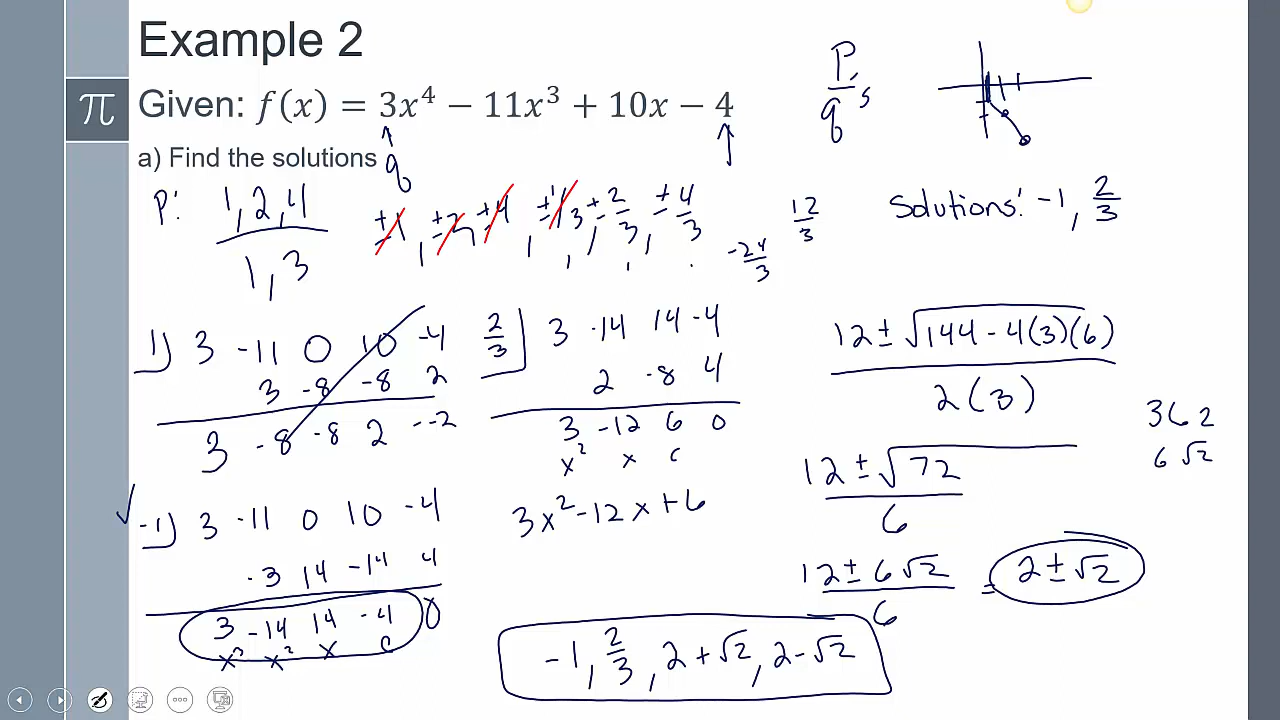 Example 2
π
Given: f(x) = 3x⁴ − 11x³ + 10x − 4
a) Find the solutions
q
P/q's
P: 1, 2, 4 / 1, 3
±1, ±2, ±4, ±1/3, ±2/3, ±4/3
12/3
-24/3
Solutions: -1, 2/3
1) 3 -11 0 10 -4
3 -8 -8 2
3 -8 -8 2 -2
2/3 3 -14 14 -4
2 -8 4
3 -12 6 0
x² x c
3x² - 12x + 6
-1) 3 -11 0 10 -4
-3 14 -14 4
3 -14 14 -4 0
x³ x² x c
12 ± √144 - 4(3)(6) / 2(3)
12 ± √72 / 6
36 2
6 √2
12 ± 6√2 / 6 = 2 ± √2
-1, 2/3, 2 + √2, 2 - √2